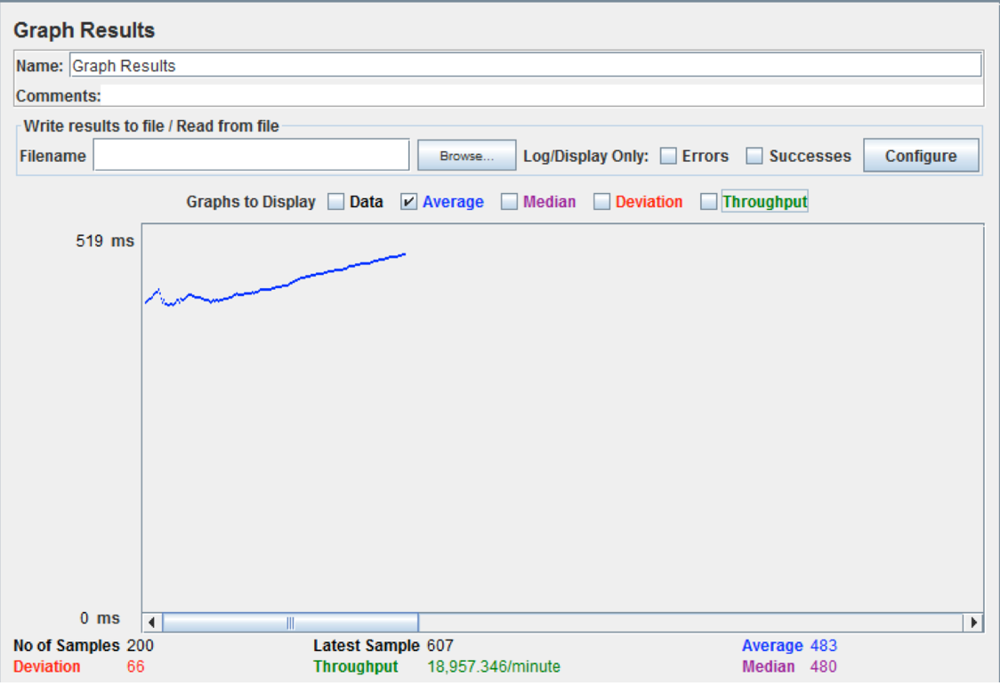 Graph Results
Name: Graph Results
Comments:
Write results to file / Read from file
Filename Browse... Log/Display Only: Errors Successes Configure
Graphs to Display Data Average Median Deviation Throughput
519 ms
0 ms
No of Samples 200 Latest Sample 607 Average 483
Deviation 66 Throughput 18,957.346/minute Median 480